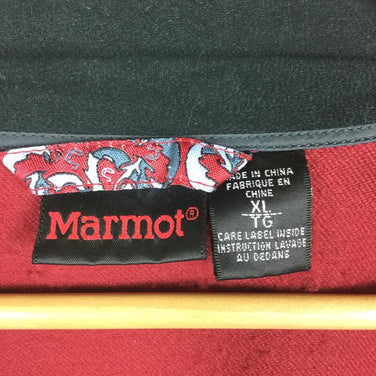 Marmot®
MADE IN CHINA
FABRIQUE EN
CHINE
XL
TG
CARE LABEL INSIDE
INSTRUCTION LAVAGE
AU DEDANS